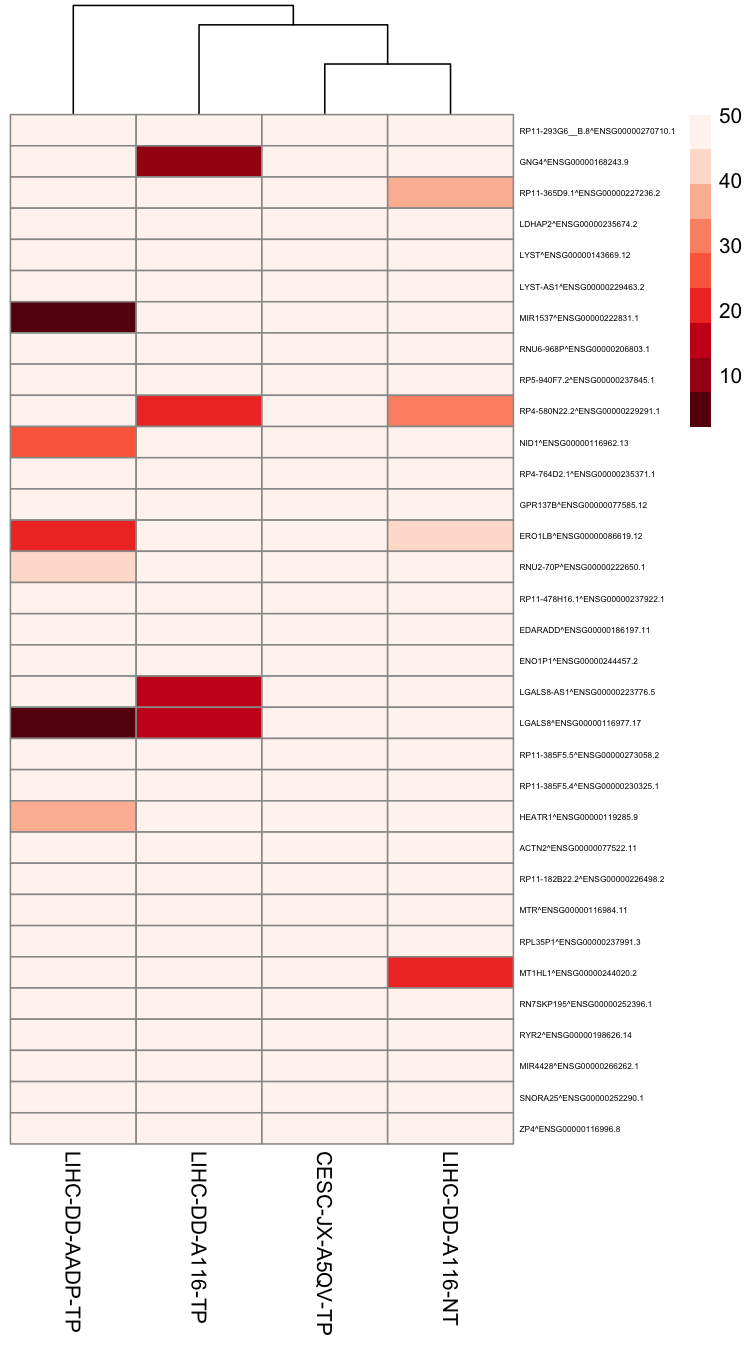 RP11-293G6__B.8^ENSG00000270710.1
GNG4^ENSG00000168243.9
RP11-365D9.1^ENSG00000227236.2
LDHAP2^ENSG00000235674.2
LYST^ENSG00000143669.12
LYST-AS1^ENSG00000229463.2
MIR1537^ENSG00000222831.1
RNU6-968P^ENSG00000206803.1
RP5-940F7.2^ENSG00000237845.1
RP4-580N22.2^ENSG00000229291.1
NID1^ENSG00000116962.13
RP4-764D2.1^ENSG00000235371.1
GPR137B^ENSG00000077585.12
ERO1LB^ENSG00000086619.12
RNU2-70P^ENSG00000222650.1
RP11-478H16.1^ENSG00000237922.1
EDARADD^ENSG00000186197.11
ENO1P1^ENSG00000244457.2
LGALS8-AS1^ENSG00000223776.5
LGALS8^ENSG00000116977.17
RP11-385F5.5^ENSG00000273058.2
RP11-385F5.4^ENSG00000230325.1
HEATR1^ENSG00000119285.9
ACTN2^ENSG00000077522.11
RP11-182B22.2^ENSG00000226498.2
MTR^ENSG00000116984.11
RPL35P1^ENSG00000237991.3
MT1HL1^ENSG00000244020.2
RN7SKP195^ENSG00000252396.1
RYR2^ENSG00000198626.14
MIR4428^ENSG00000266262.1
SNORA25^ENSG00000252290.1
ZP4^ENSG00000116996.8
50
40
30
20
10
LIHC-DD-AADP-TP
LIHC-DD-A116-TP
CESC-JX-A5QV-TP
LIHC-DD-A116-NT